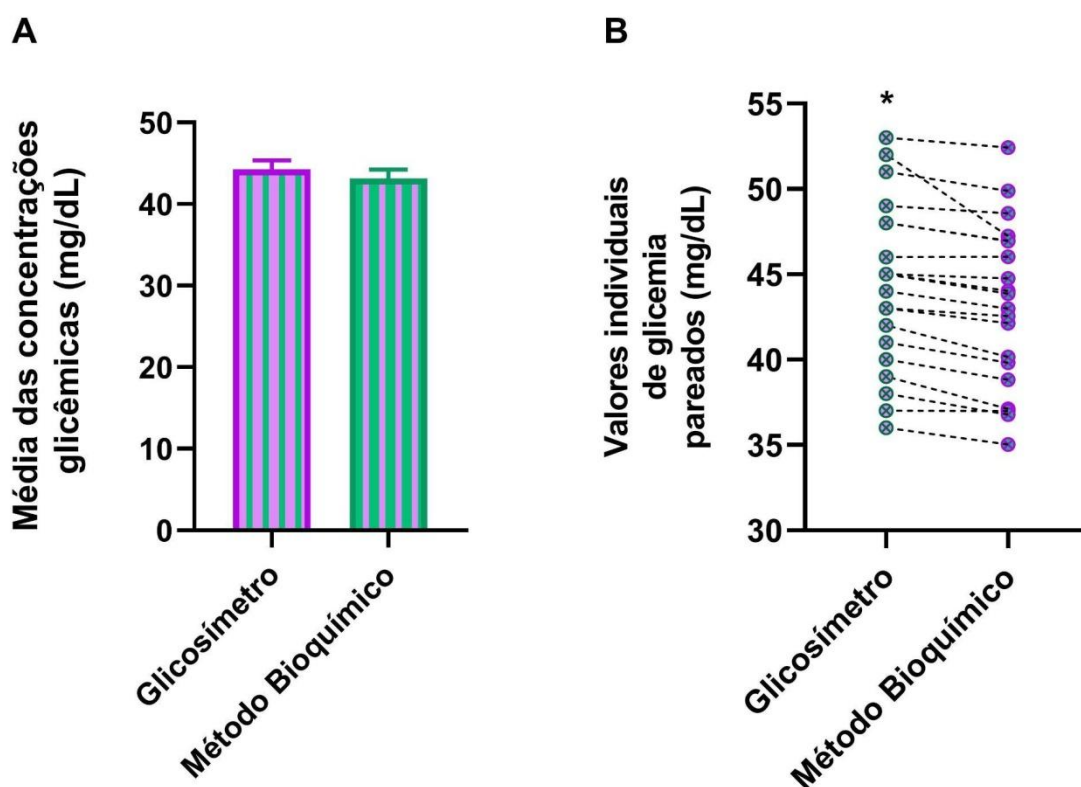 A
Média das concentrações
glicêmicas (mg/dL)
50
40
30
20
10
0
Glicosímetro
Método Bioquímico
B
Valores individuais
de glicemia
pareados (mg/dL)
*
55
50
45
40
35
30
Glicosímetro
Método Bioquímico